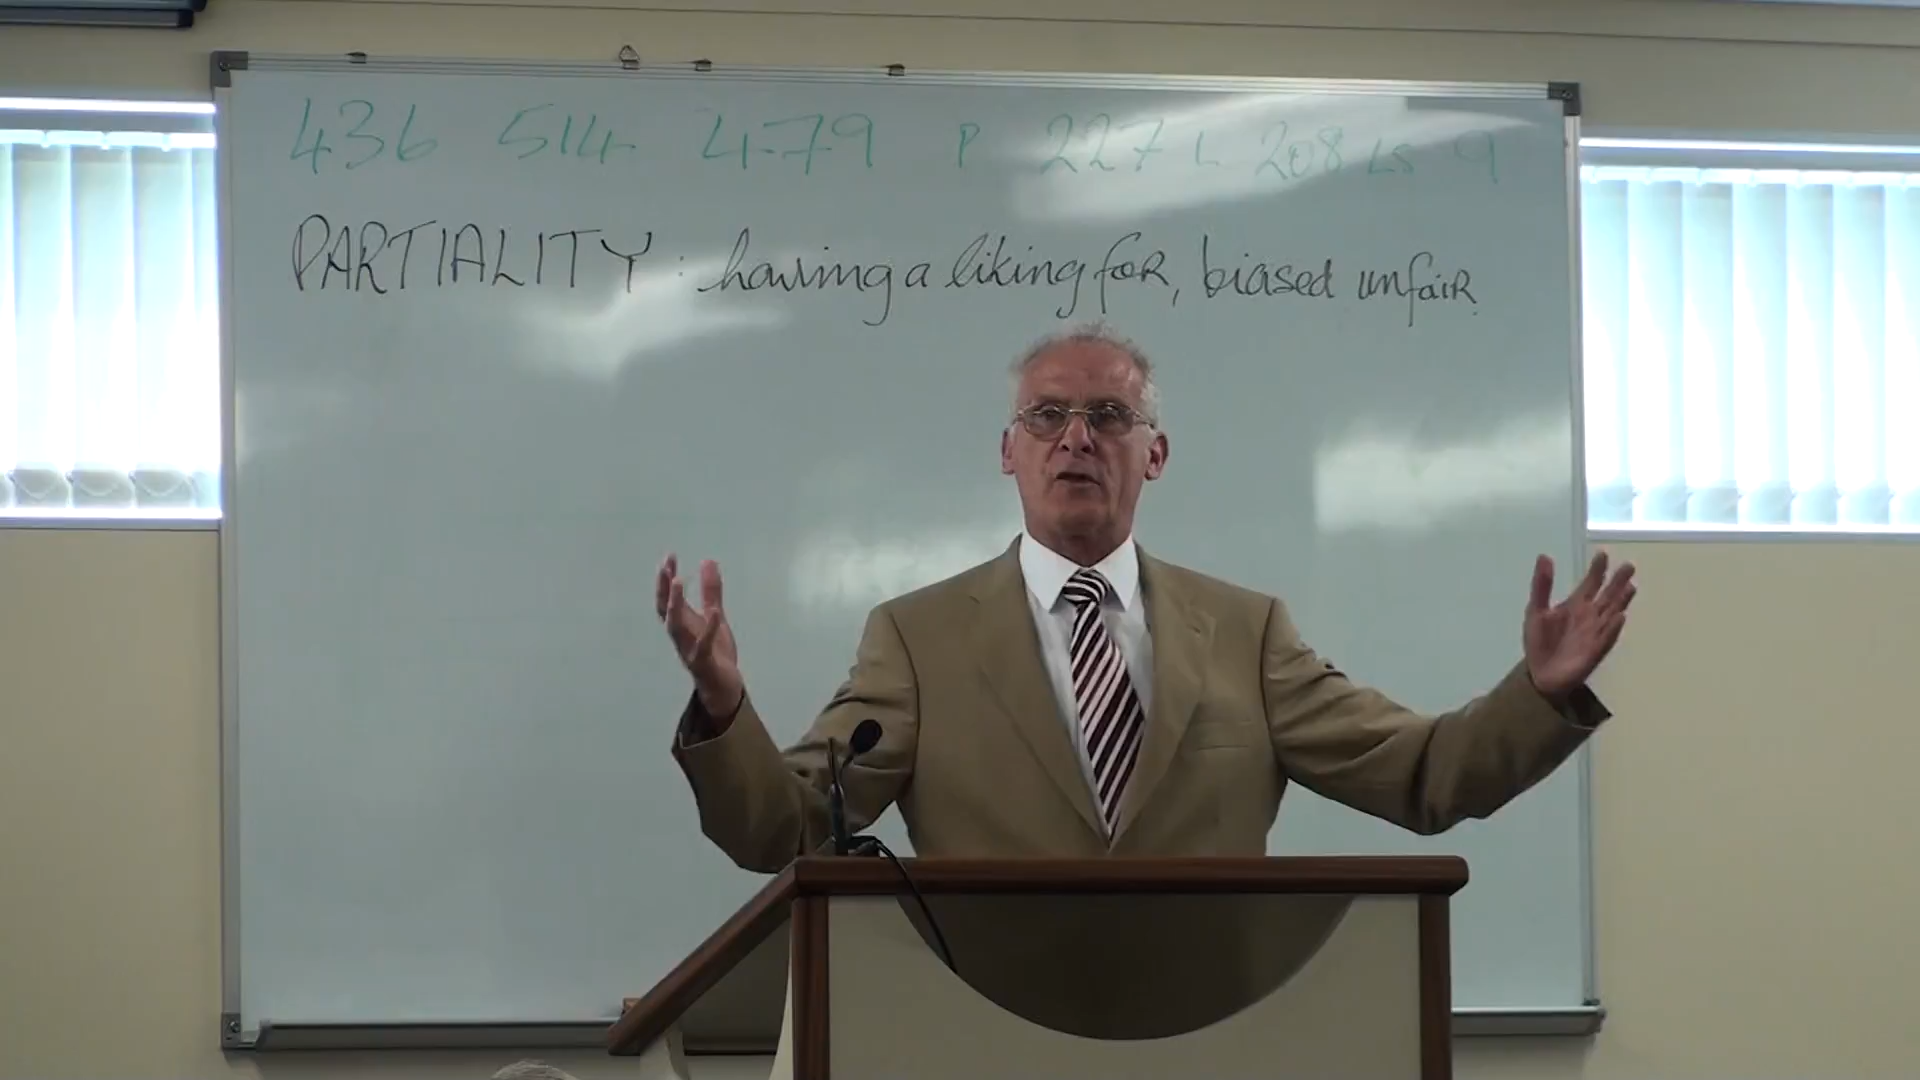 436 514 479 P 227 L 208 LS 9
PARTIALITY : having a liking foR, biased unfaiR.